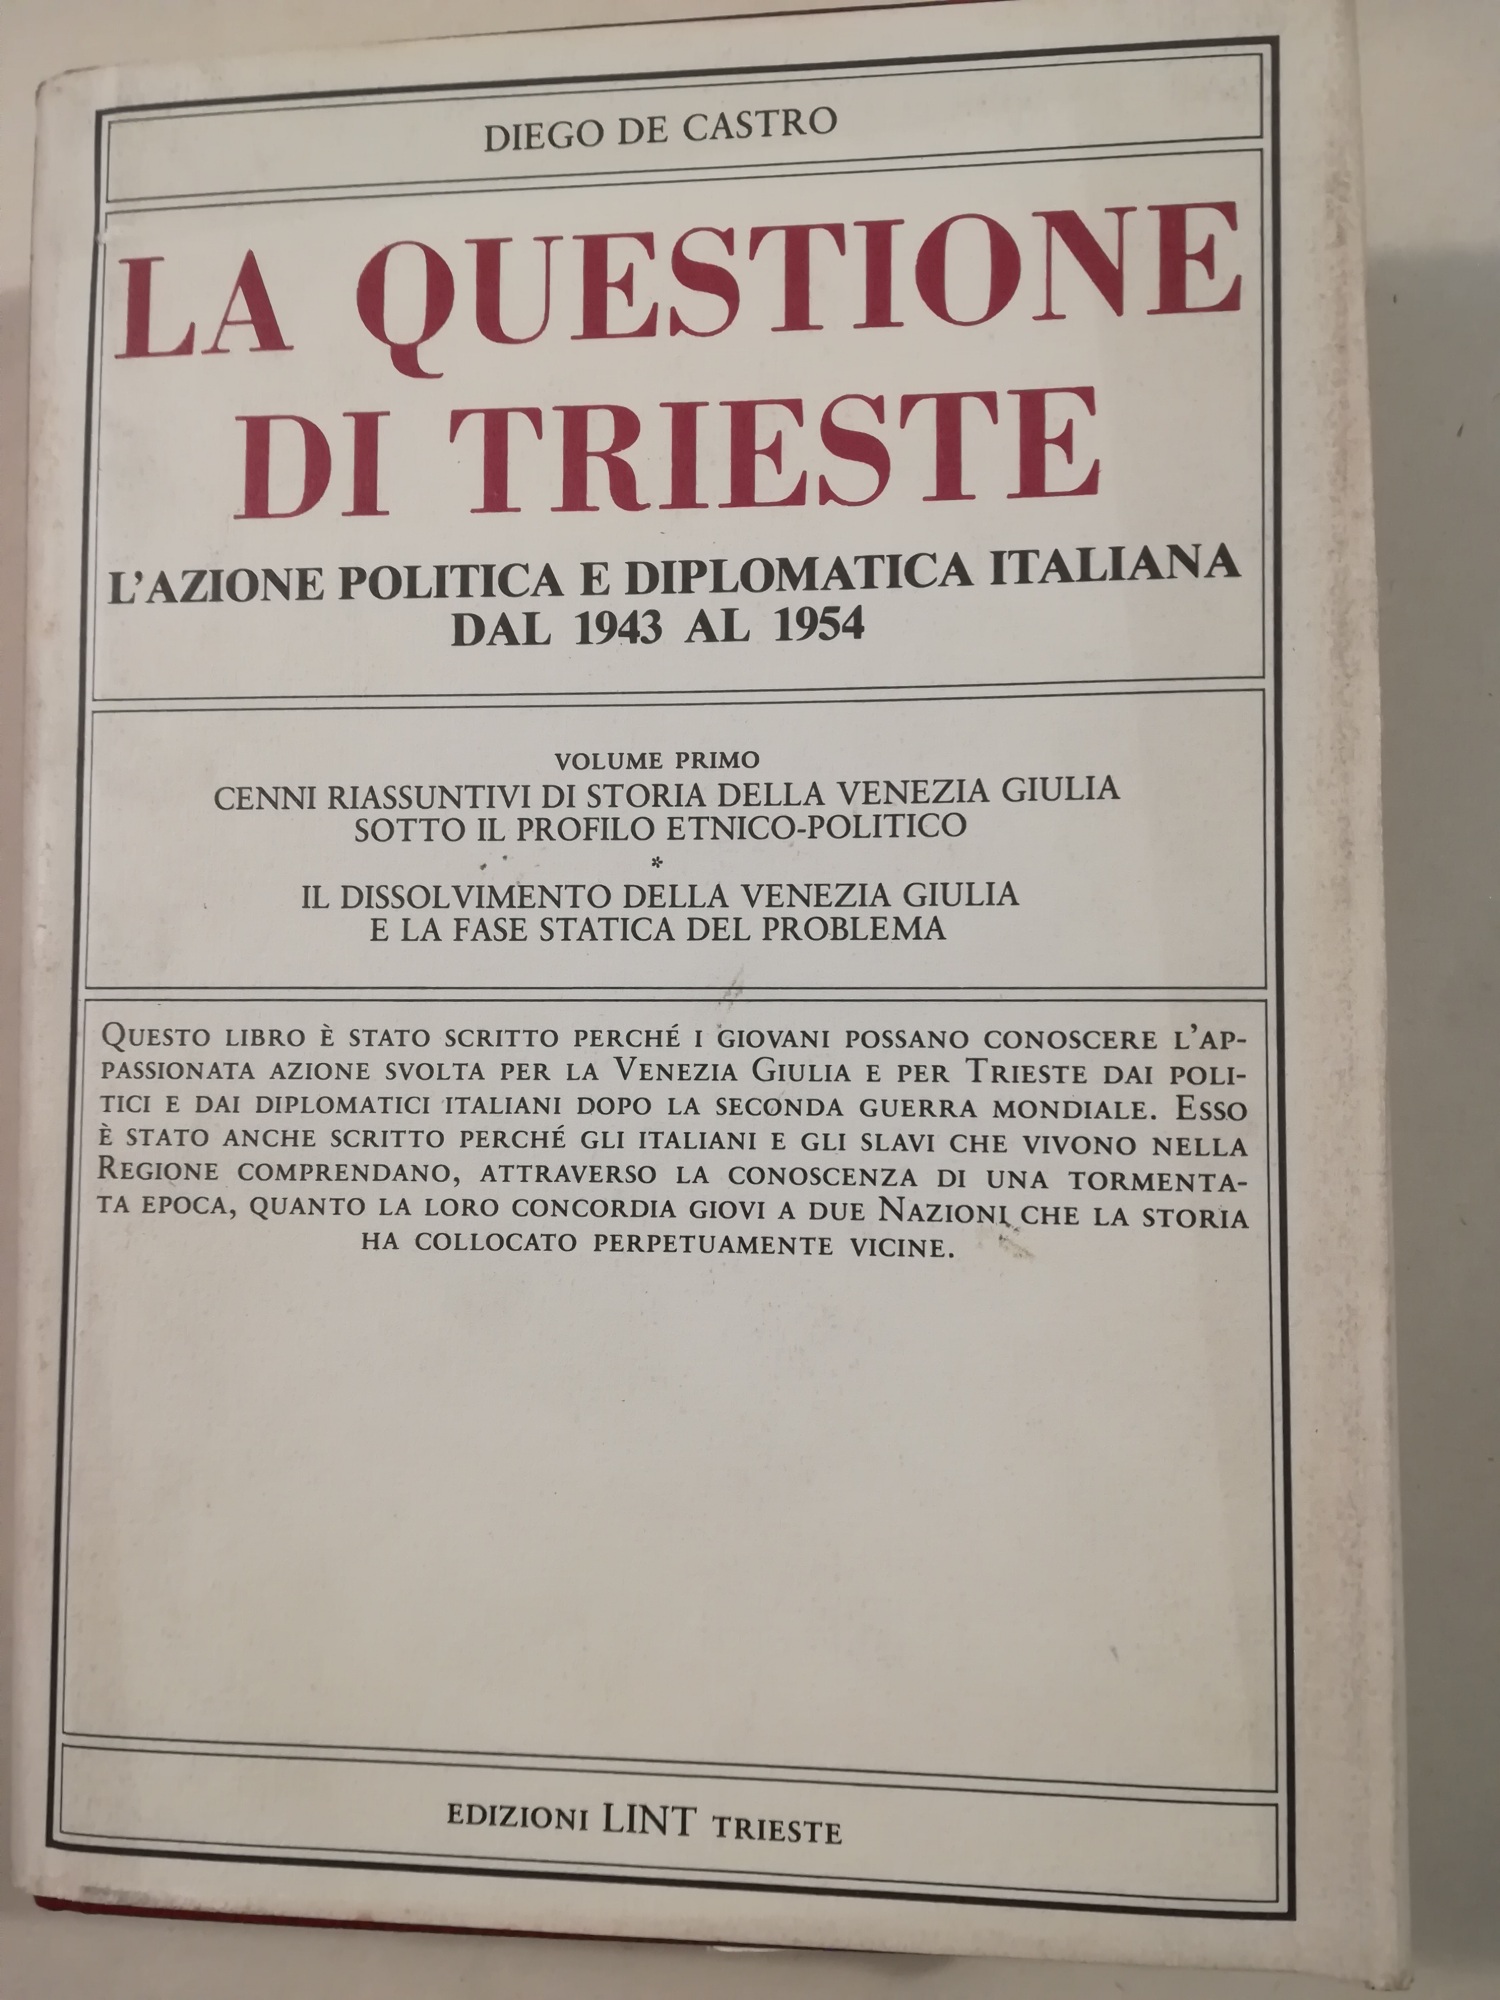 DIEGO DE CASTRO
LA QUESTIONE
DI TRIESTE
L'AZIONE POLITICA E DIPLOMATICA ITALIANA
DAL 1943 AL 1954
VOLUME PRIMO
CENNI RIASSUNTIVI DI STORIA DELLA VENEZIA GIULIA
SOTTO IL PROFILO ETNICO-POLITICO
*
IL DISSOLVIMENTO DELLA VENEZIA GIULIA
E LA FASE STATICA DEL PROBLEMA
QUESTO LIBRO È STATO SCRITTO PERCHÉ I GIOVANI POSSANO CONOSCERE L'AP-
PASSIONATA AZIONE SVOLTA PER LA VENEZIA GIULIA E PER TRIESTE DAI POLI-
TICI E DAI DIPLOMATICI ITALIANI DOPO LA SECONDA GUERRA MONDIALE. ESSO
È STATO ANCHE SCRITTO PERCHÉ GLI ITALIANI E GLI SLAVI CHE VIVONO NELLA
REGIONE COMPRENDANO, ATTRAVERSO LA CONOSCENZA DI UNA TORMENTA-
TA EPOCA, QUANTO LA LORO CONCORDIA GIOVI A DUE NAZIONI CHE LA STORIA
HA COLLOCATO PERPETUAMENTE VICINE.
EDIZIONI LINT TRIESTE